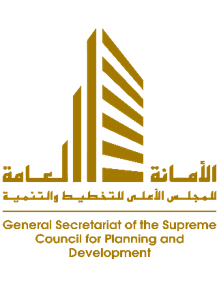 الأمانة العامة
للمجلس الأعلى للتخطيط والتنمية
General Secretariat of the Supreme
Council for Planning and
Development